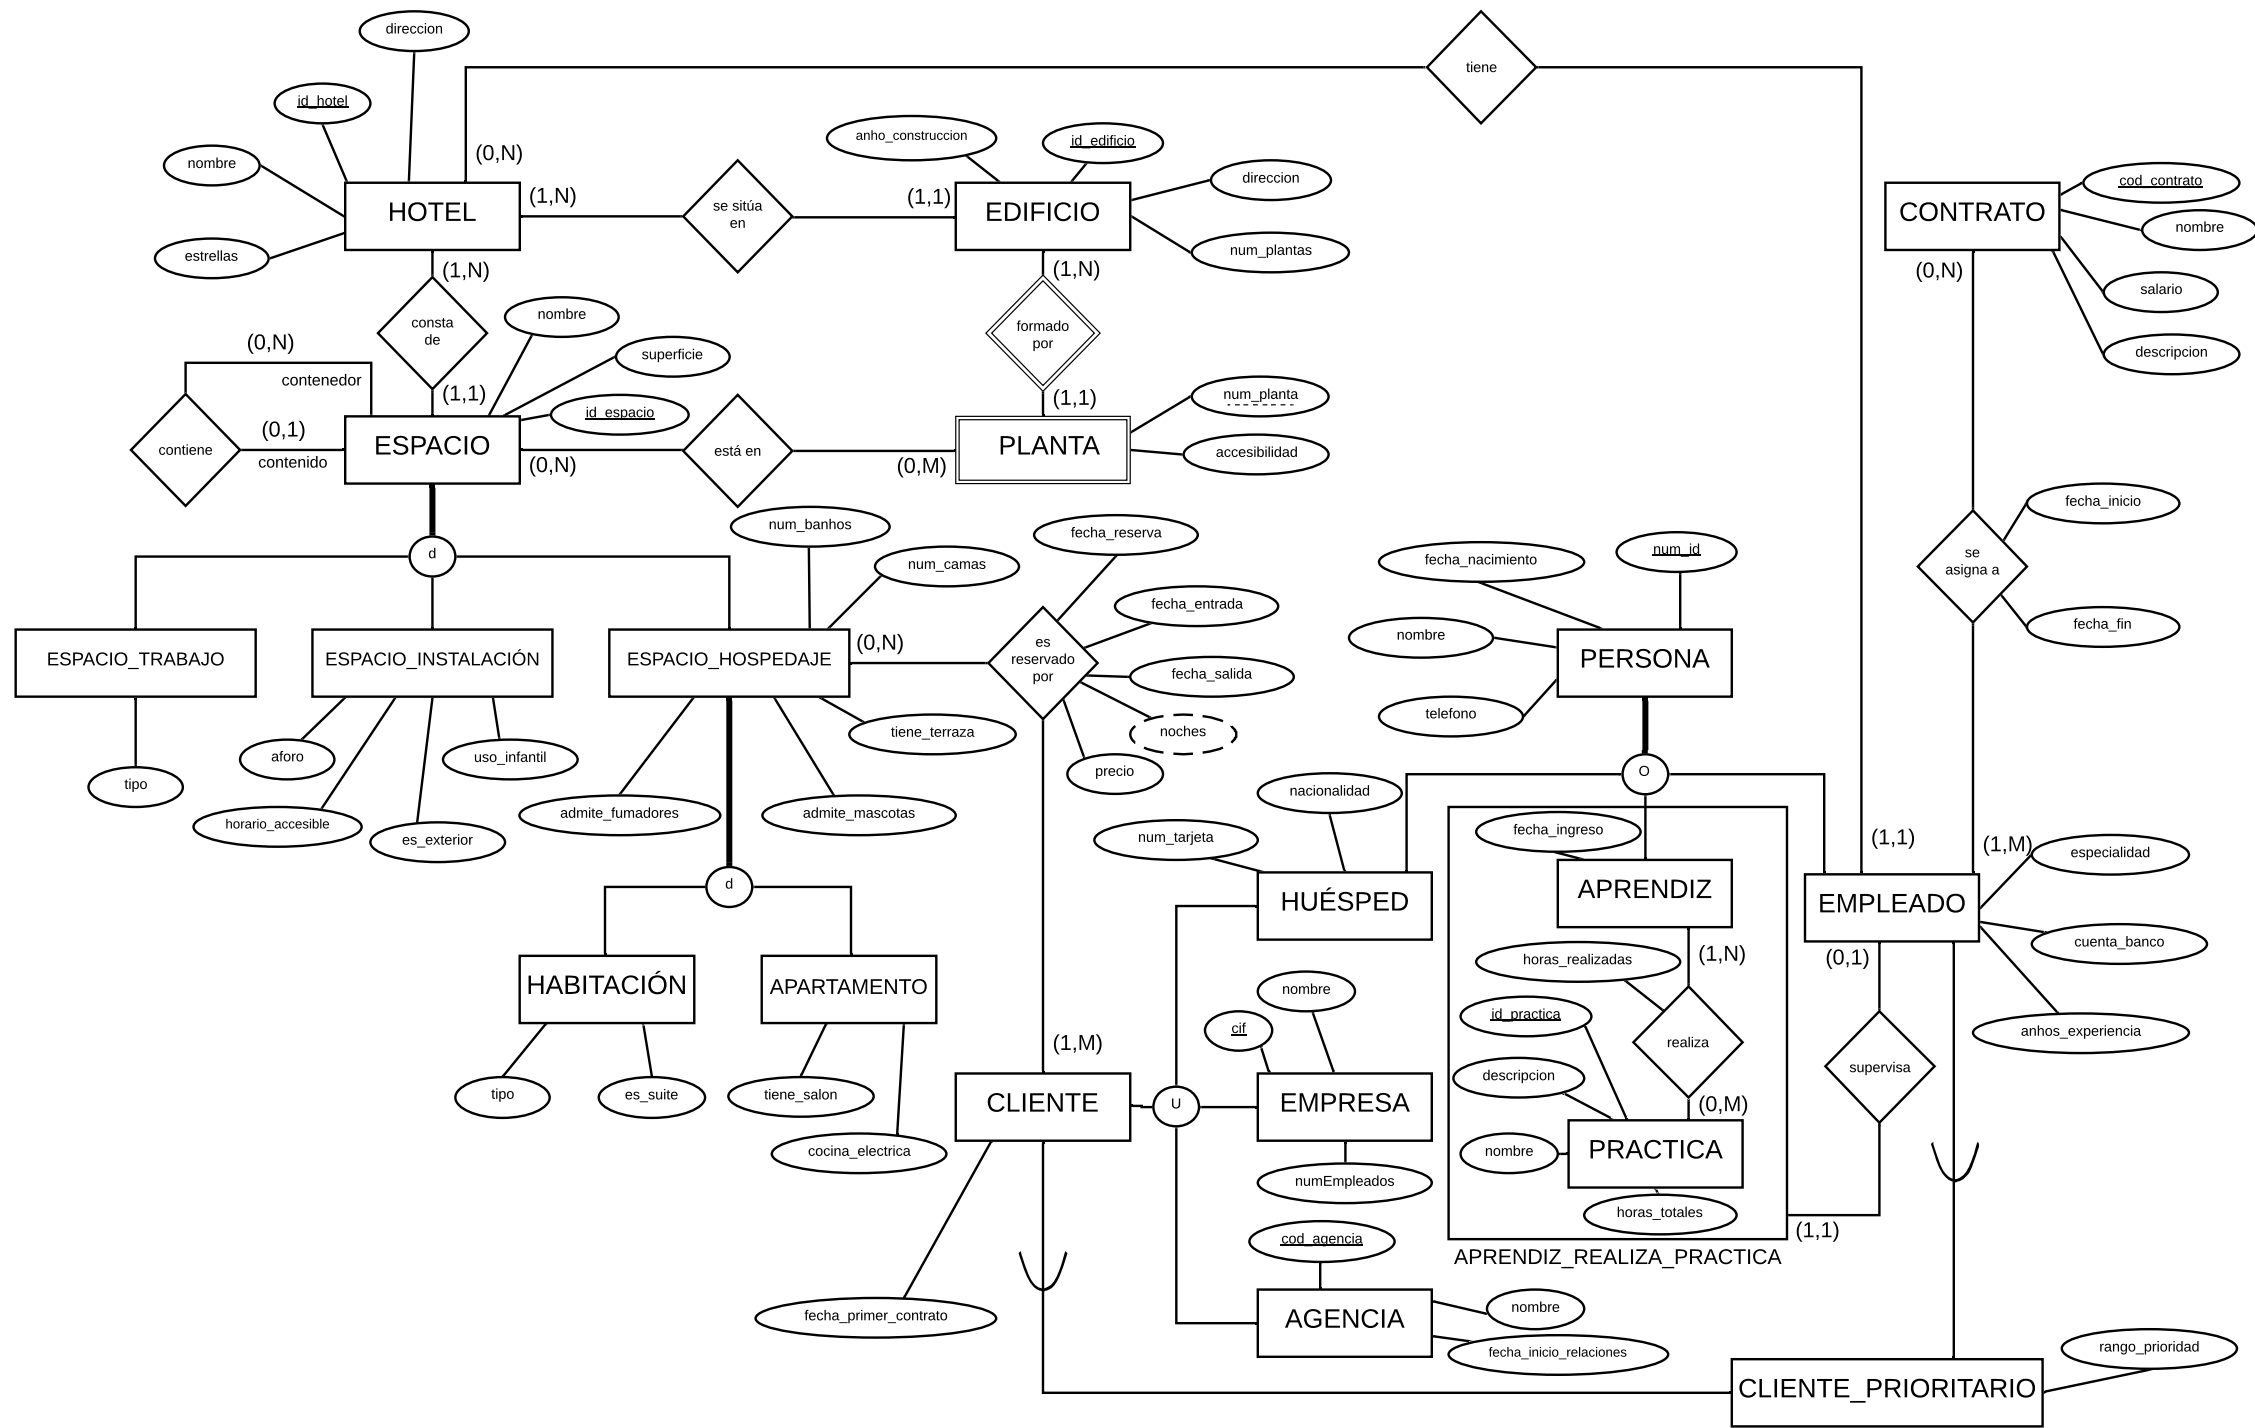 direccion
tiene
id_hotel
nombre
estrellas
HOTEL
(0,N)
(1,N)
se sitúa
en
(1,1)
anho_construccion
id_edificio
direccion
EDIFICIO
num_plantas
CONTRATO
cod_contrato
nombre
salario
descripcion
(0,N)
(1,N)
consta
de
(1,1)
nombre
superficie
id_espacio
(1,N)
formado
por
(1,1)
(0,N)
contenedor
contiene
(0,1)
contenido
ESPACIO
(0,N)
está en
(0,M)
PLANTA
num_planta
accesibilidad
fecha_inicio
se
asigna a
fecha_fin
d
num_banhos
num_camas
fecha_reserva
fecha_entrada
fecha_nacimiento
num_id
nombre
telefono
PERSONA
ESPACIO_TRABAJO
ESPACIO_INSTALACIÓN
ESPACIO_HOSPEDAJE
(0,N)
es
reservado
por
fecha_salida
noches
precio
tiene_terraza
tipo
aforo
horario_accesible
es_exterior
uso_infantil
admite_fumadores
admite_mascotas
O
nacionalidad
num_tarjeta
HUÉSPED
fecha_ingreso
APRENDIZ
(1,1)
(1,M)
especialidad
EMPLEADO
cuenta_banco
anhos_experiencia
(0,1)
d
HABITACIÓN
APARTAMENTO
tipo
es_suite
tiene_salon
cocina_electrica
(1,N)
horas_realizadas
id_practica
realiza
descripcion
(0,M)
nombre
PRACTICA
horas_totales
supervisa
(1,1)
APRENDIZ_REALIZA_PRACTICA
(1,M)
CLIENTE
U
cif
nombre
EMPRESA
numEmpleados
cod_agencia
AGENCIA
nombre
fecha_inicio_relaciones
fecha_primer_contrato
CLIENTE_PRIORITARIO
rango_prioridad